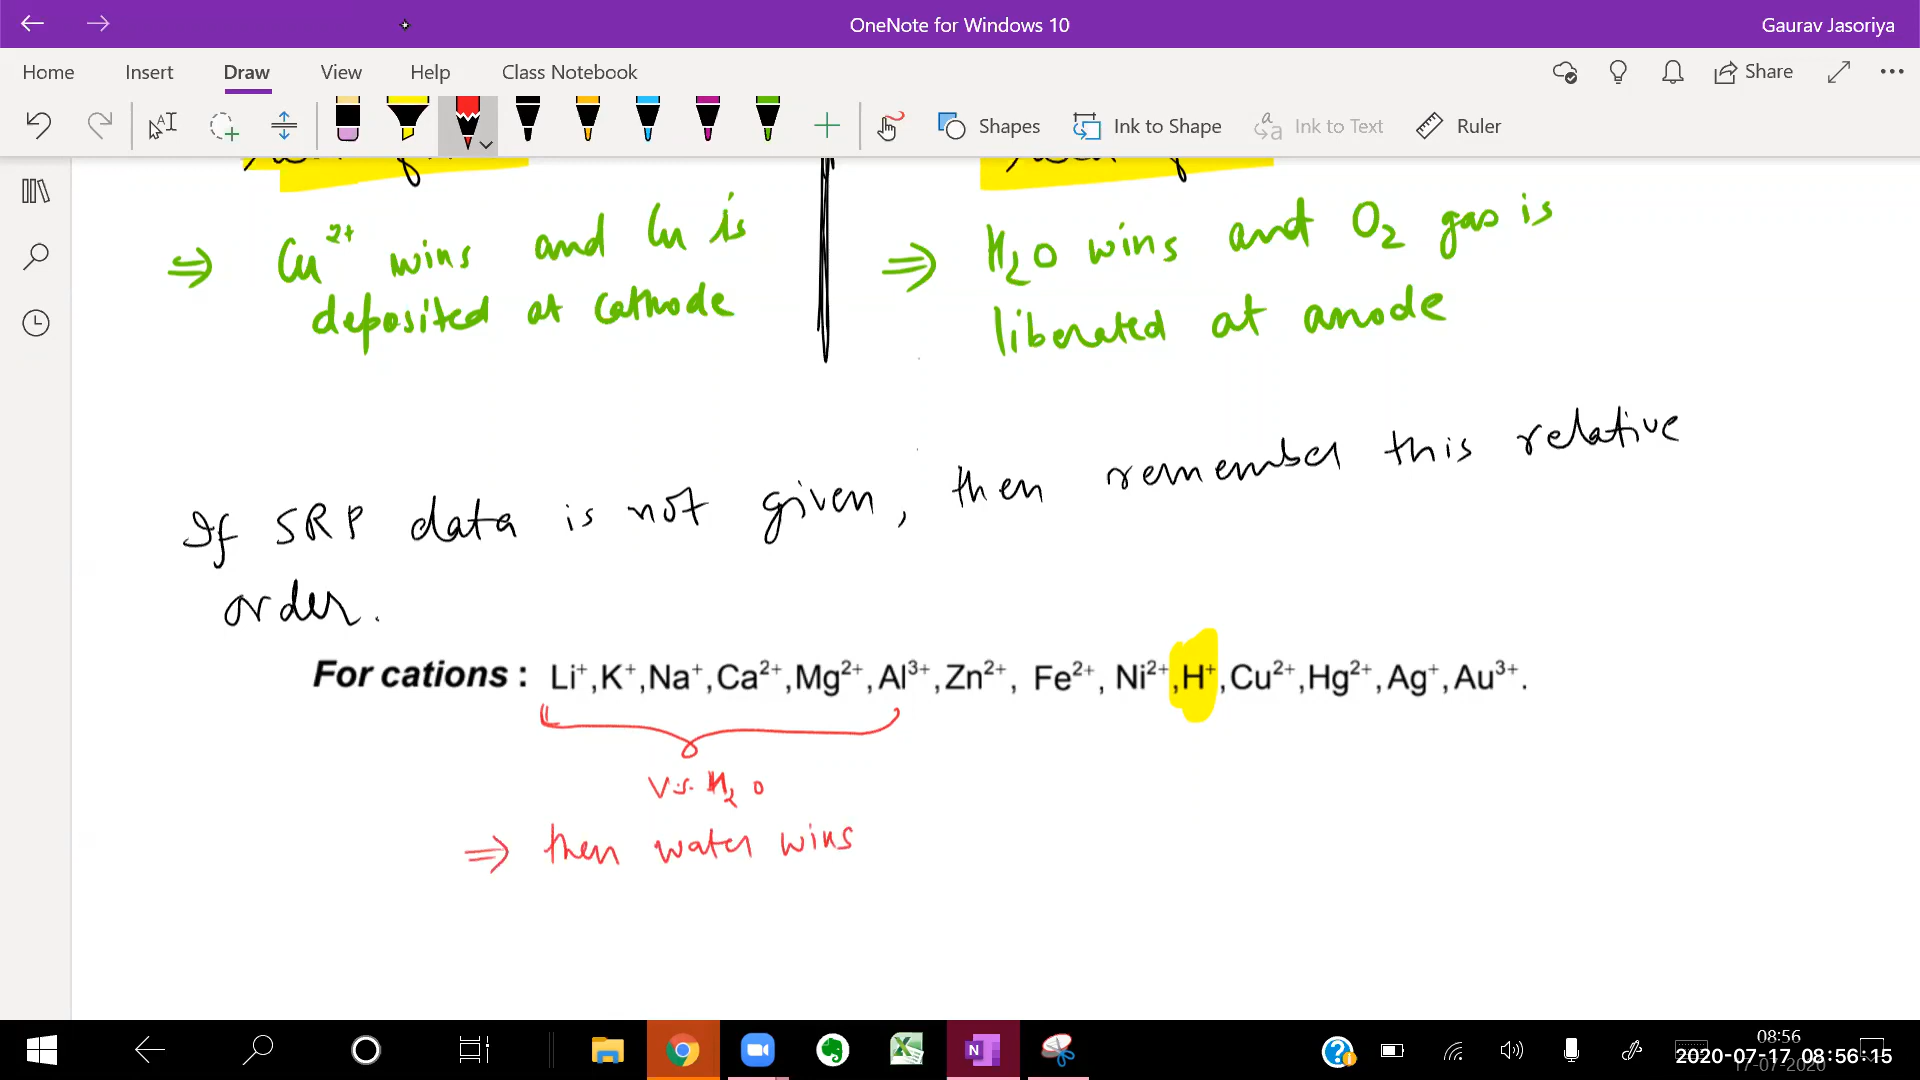 OneNote for Windows 10
Gaurav Jasoriya
Home Insert Draw View Help Class Notebook Share
Shapes Ink to Shape Ink to Text Ruler
⇒ Cu²⁺ wins and Cu is
deposited at cathode
⇒ H₂O wins and O₂ gas is
liberated at anode
If SRP data is not given, then remember this relative
order.
For cations : Li⁺,K⁺,Na⁺,Ca²⁺,Mg²⁺,Al³⁺,Zn²⁺, Fe²⁺, Ni²⁺,H⁺,Cu²⁺,Hg²⁺,Ag⁺,Au³⁺.
Vs. H₂O
⇒ then water wins
08:56
2020-07-17 08:56:15
17-07-2020